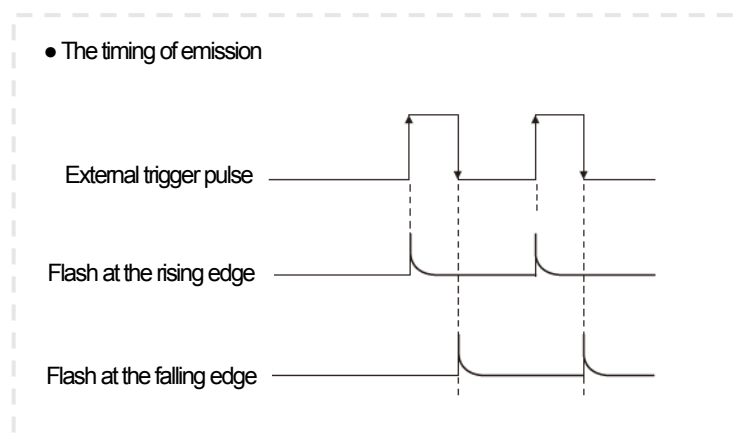 ● The timing of emission
External trigger pulse
Flash at the rising edge
Flash at the falling edge